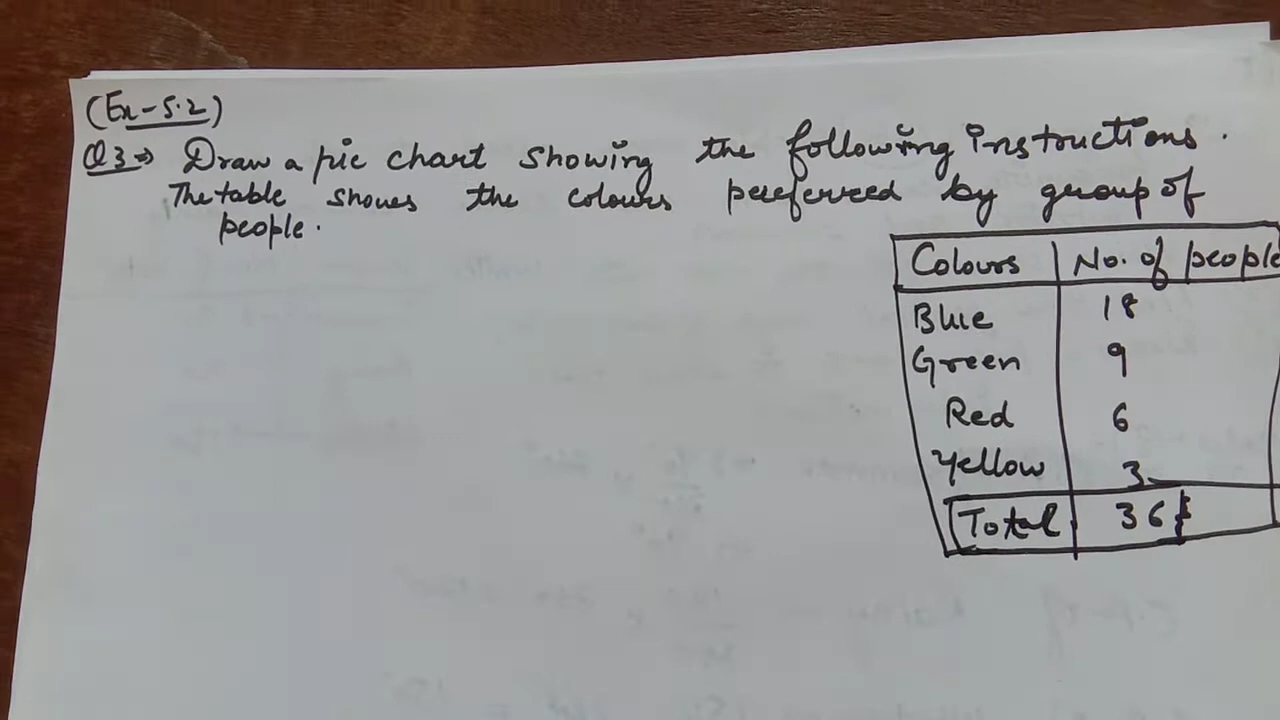 (Ex-5.2)
Q3⇒ Draw a pie chart showing the following instructions.
The table shows the colours preferred by group of
people.
Colours No. of people
Blue 18
Green 9
Red 6
Yellow 3
Total 36